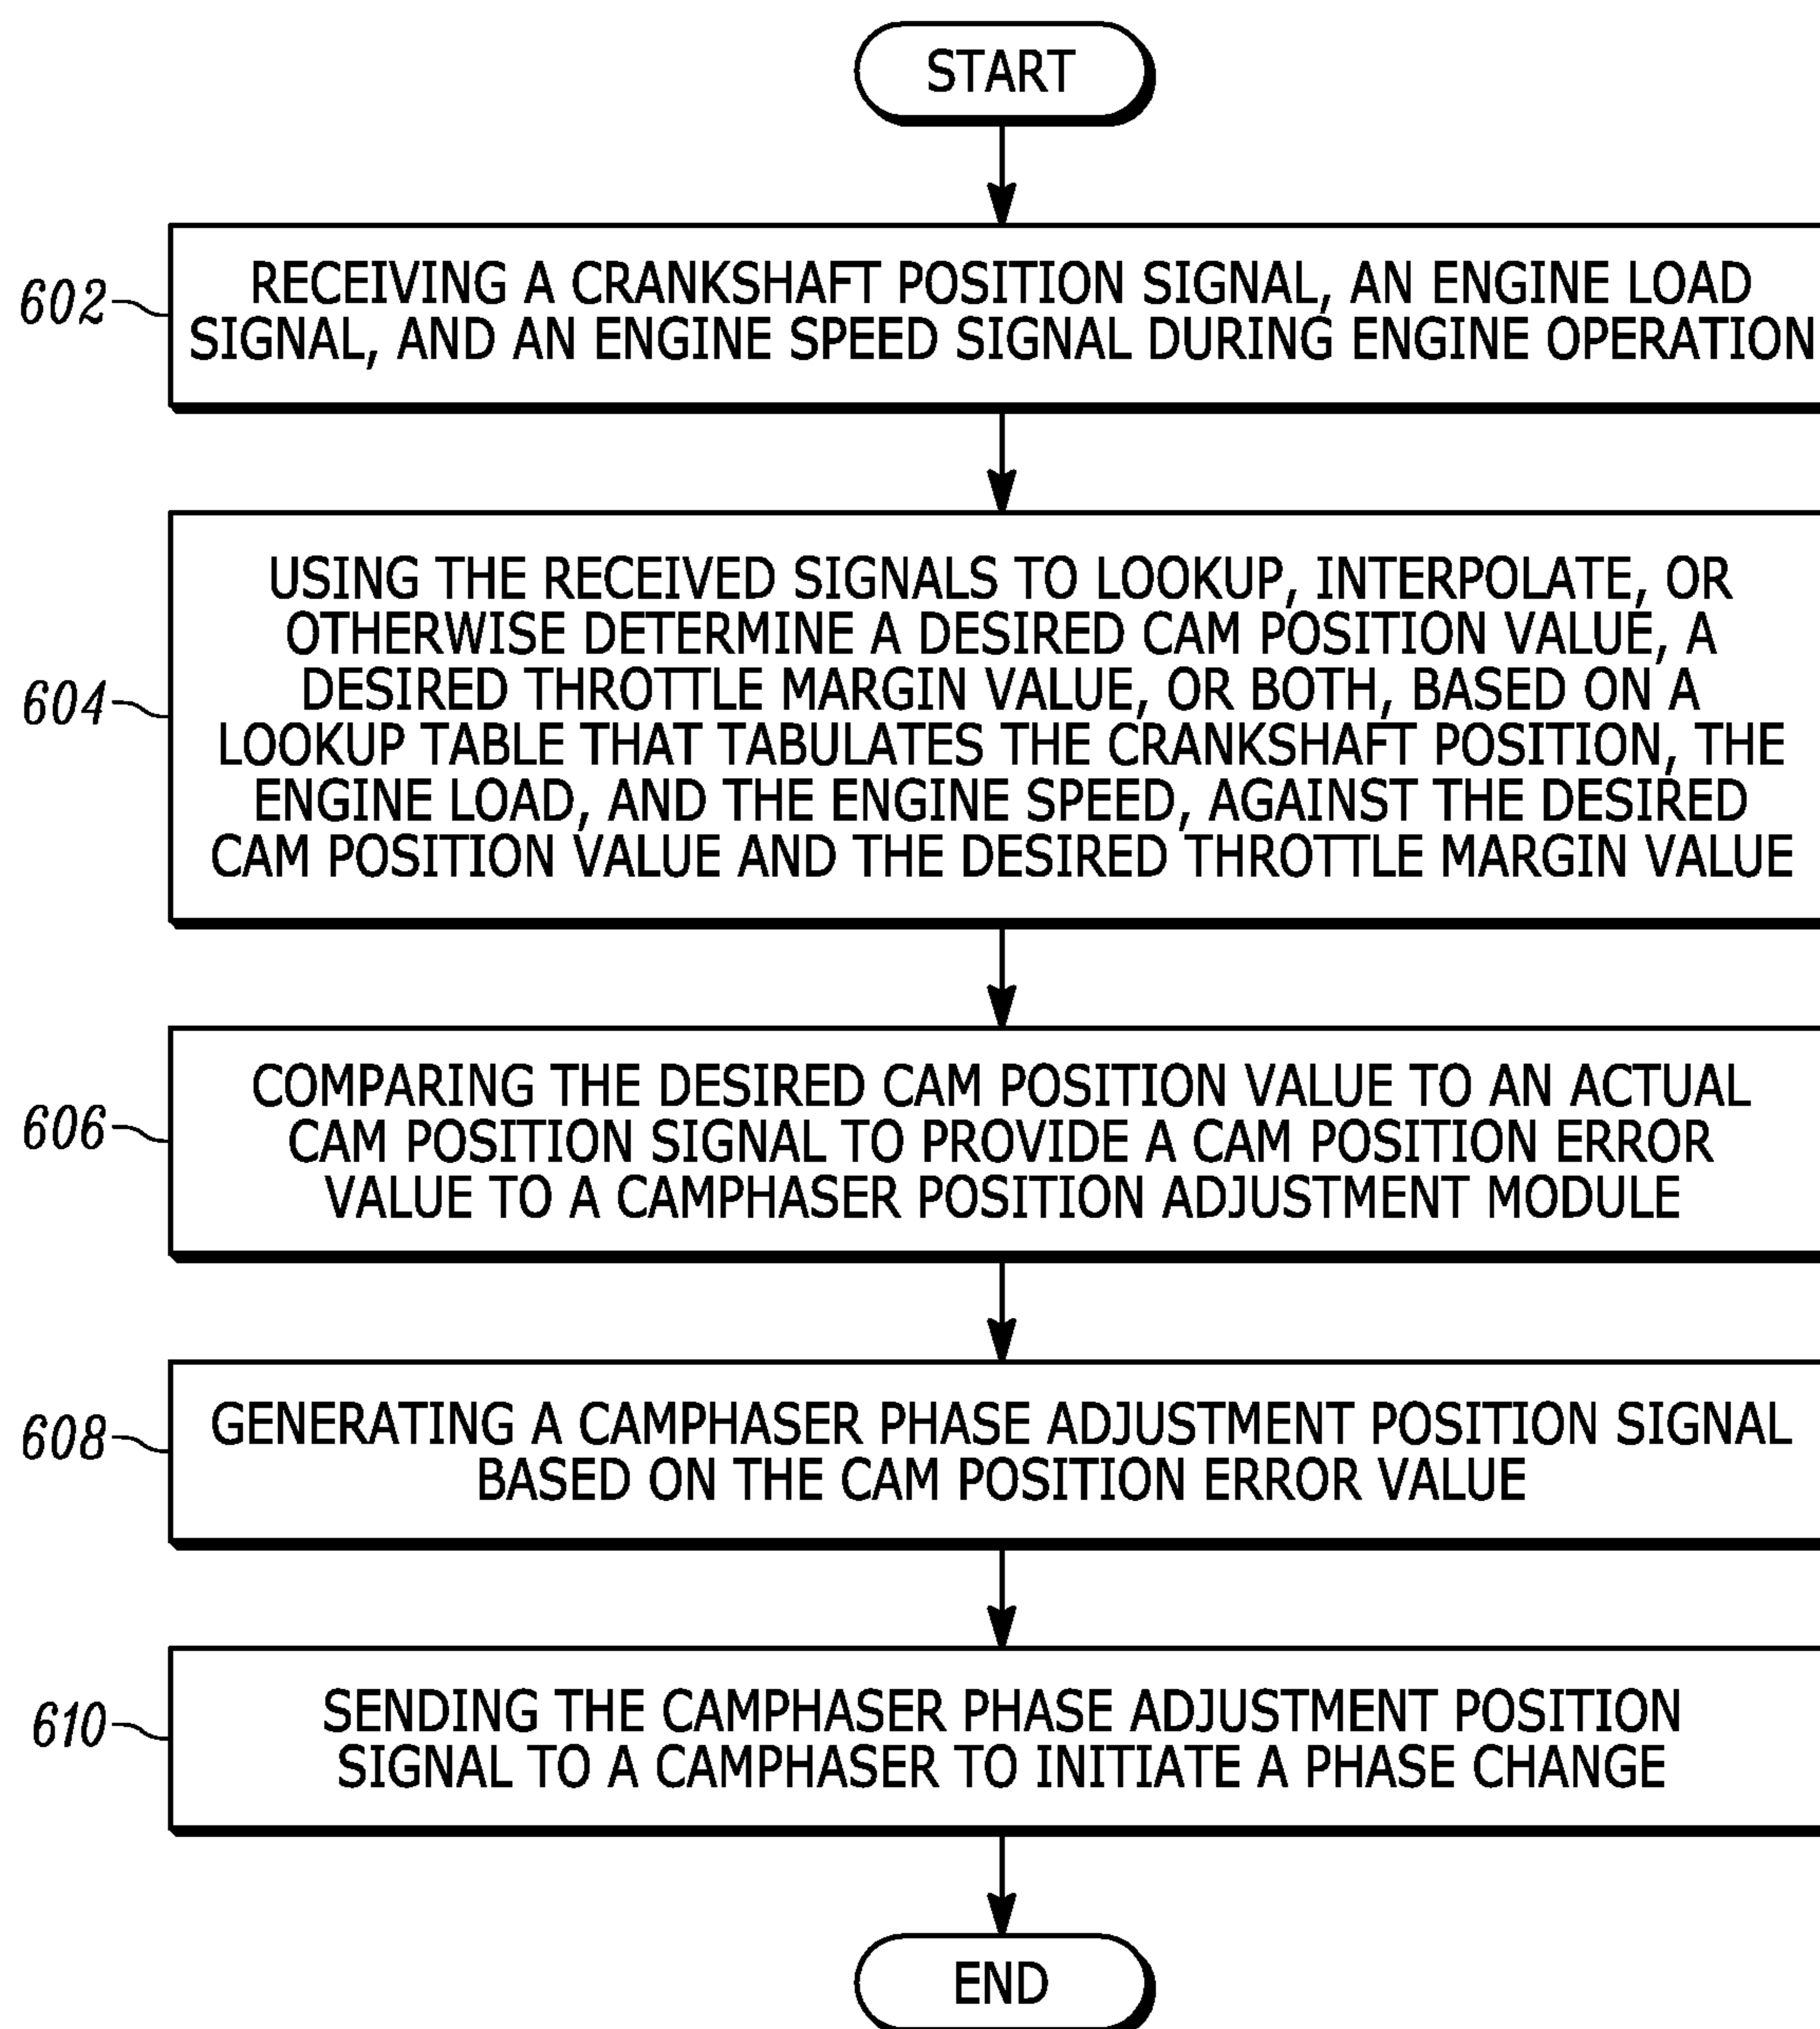 START
602
RECEIVING A CRANKSHAFT POSITION SIGNAL, AN ENGINE LOAD
SIGNAL, AND AN ENGINE SPEED SIGNAL DURING ENGINE OPERATION
604
USING THE RECEIVED SIGNALS TO LOOKUP, INTERPOLATE, OR
OTHERWISE DETERMINE A DESIRED CAM POSITION VALUE, A
DESIRED THROTTLE MARGIN VALUE, OR BOTH, BASED ON A
LOOKUP TABLE THAT TABULATES THE CRANKSHAFT POSITION, THE
ENGINE LOAD, AND THE ENGINE SPEED, AGAINST THE DESIRED
CAM POSITION VALUE AND THE DESIRED THROTTLE MARGIN VALUE
606
COMPARING THE DESIRED CAM POSITION VALUE TO AN ACTUAL
CAM POSITION SIGNAL TO PROVIDE A CAM POSITION ERROR
VALUE TO A CAMPHASER POSITION ADJUSTMENT MODULE
608
GENERATING A CAMPHASER PHASE ADJUSTMENT POSITION SIGNAL
BASED ON THE CAM POSITION ERROR VALUE
610
SENDING THE CAMPHASER PHASE ADJUSTMENT POSITION
SIGNAL TO A CAMPHASER TO INITIATE A PHASE CHANGE
END